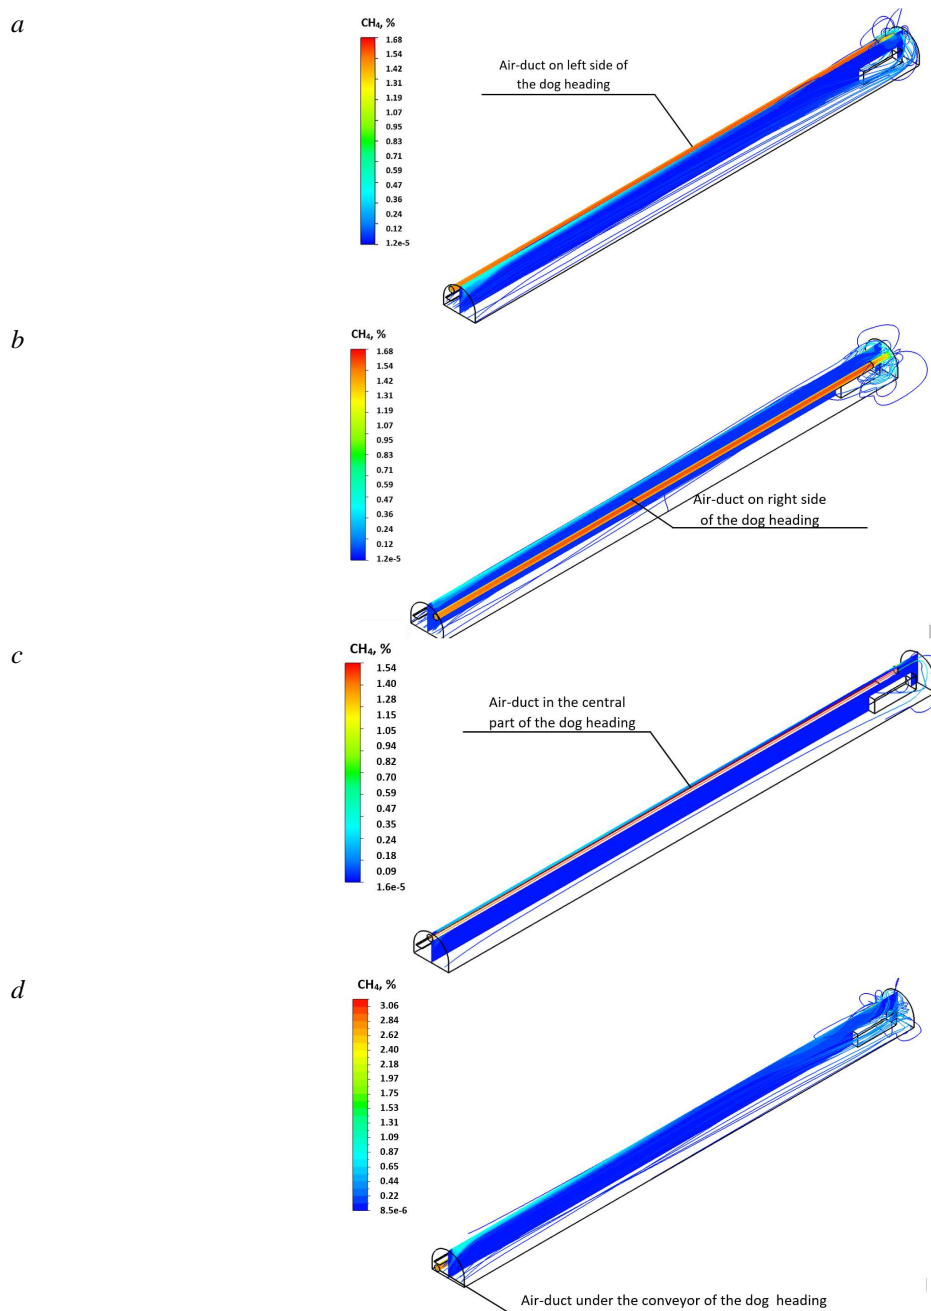 a
CH₄, %
1.68
1.54
1.42
1.31
1.19
1.07
0.95
0.83
0.71
0.59
0.47
0.36
0.24
0.12
1.2e-5
Air-duct on left side of
the dog heading
b
CH₄, %
1.68
1.54
1.42
1.31
1.19
1.07
0.95
0.83
0.71
0.59
0.47
0.36
0.24
0.12
1.2e-5
Air-duct on right side
of the dog heading
c
CH₄, %
1.54
1.40
1.28
1.15
1.05
0.94
0.82
0.70
0.59
0.47
0.35
0.24
0.18
0.09
1.6e-5
Air-duct in the central
part of the dog heading
d
CH₄, %
3.06
2.84
2.62
2.40
2.18
1.97
1.75
1.53
1.31
1.09
0.87
0.65
0.44
0.22
8.5e-6
Air-duct under the conveyor of the dog heading